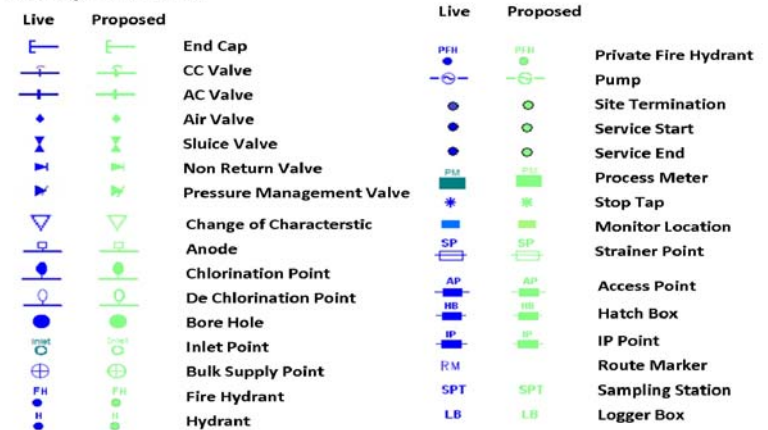 Live Proposed
End Cap
CC Valve
AC Valve
Air Valve
Sluice Valve
Non Return Valve
Pressure Management Valve
Change of Characterstic
Anode
Chlorination Point
De Chlorination Point
Bore Hole
Inlet Inlet Inlet Point
Bulk Supply Point
FH FH Fire Hydrant
H H Hydrant
Live Proposed
PFH PFH Private Fire Hydrant
Pump
Site Termination
Service Start
Service End
PM PM Process Meter
Stop Tap
Monitor Location
SP SP Strainer Point
AP AP Access Point
HB HB Hatch Box
IP IP IP Point
RM Route Marker
SPT SPT Sampling Station
LB LB Logger Box